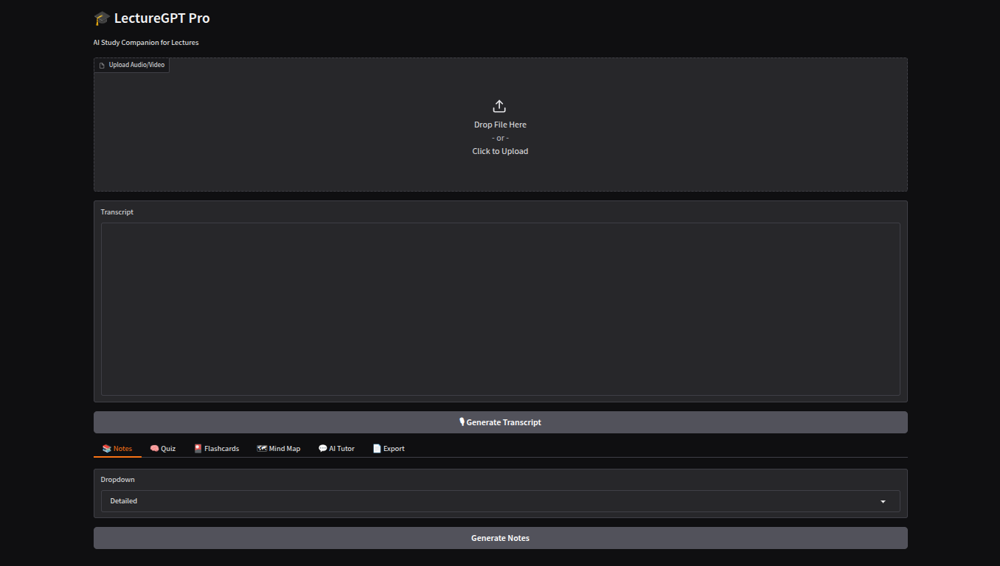 🎓 LectureGPT Pro
AI Study Companion for Lectures
Upload Audio/Video
Drop File Here
- or -
Click to Upload
Transcript
🎙 Generate Transcript
📚 Notes 🧠 Quiz 🎴 Flashcards 🗺 Mind Map 💬 AI Tutor 📄 Export
Dropdown
Detailed
Generate Notes